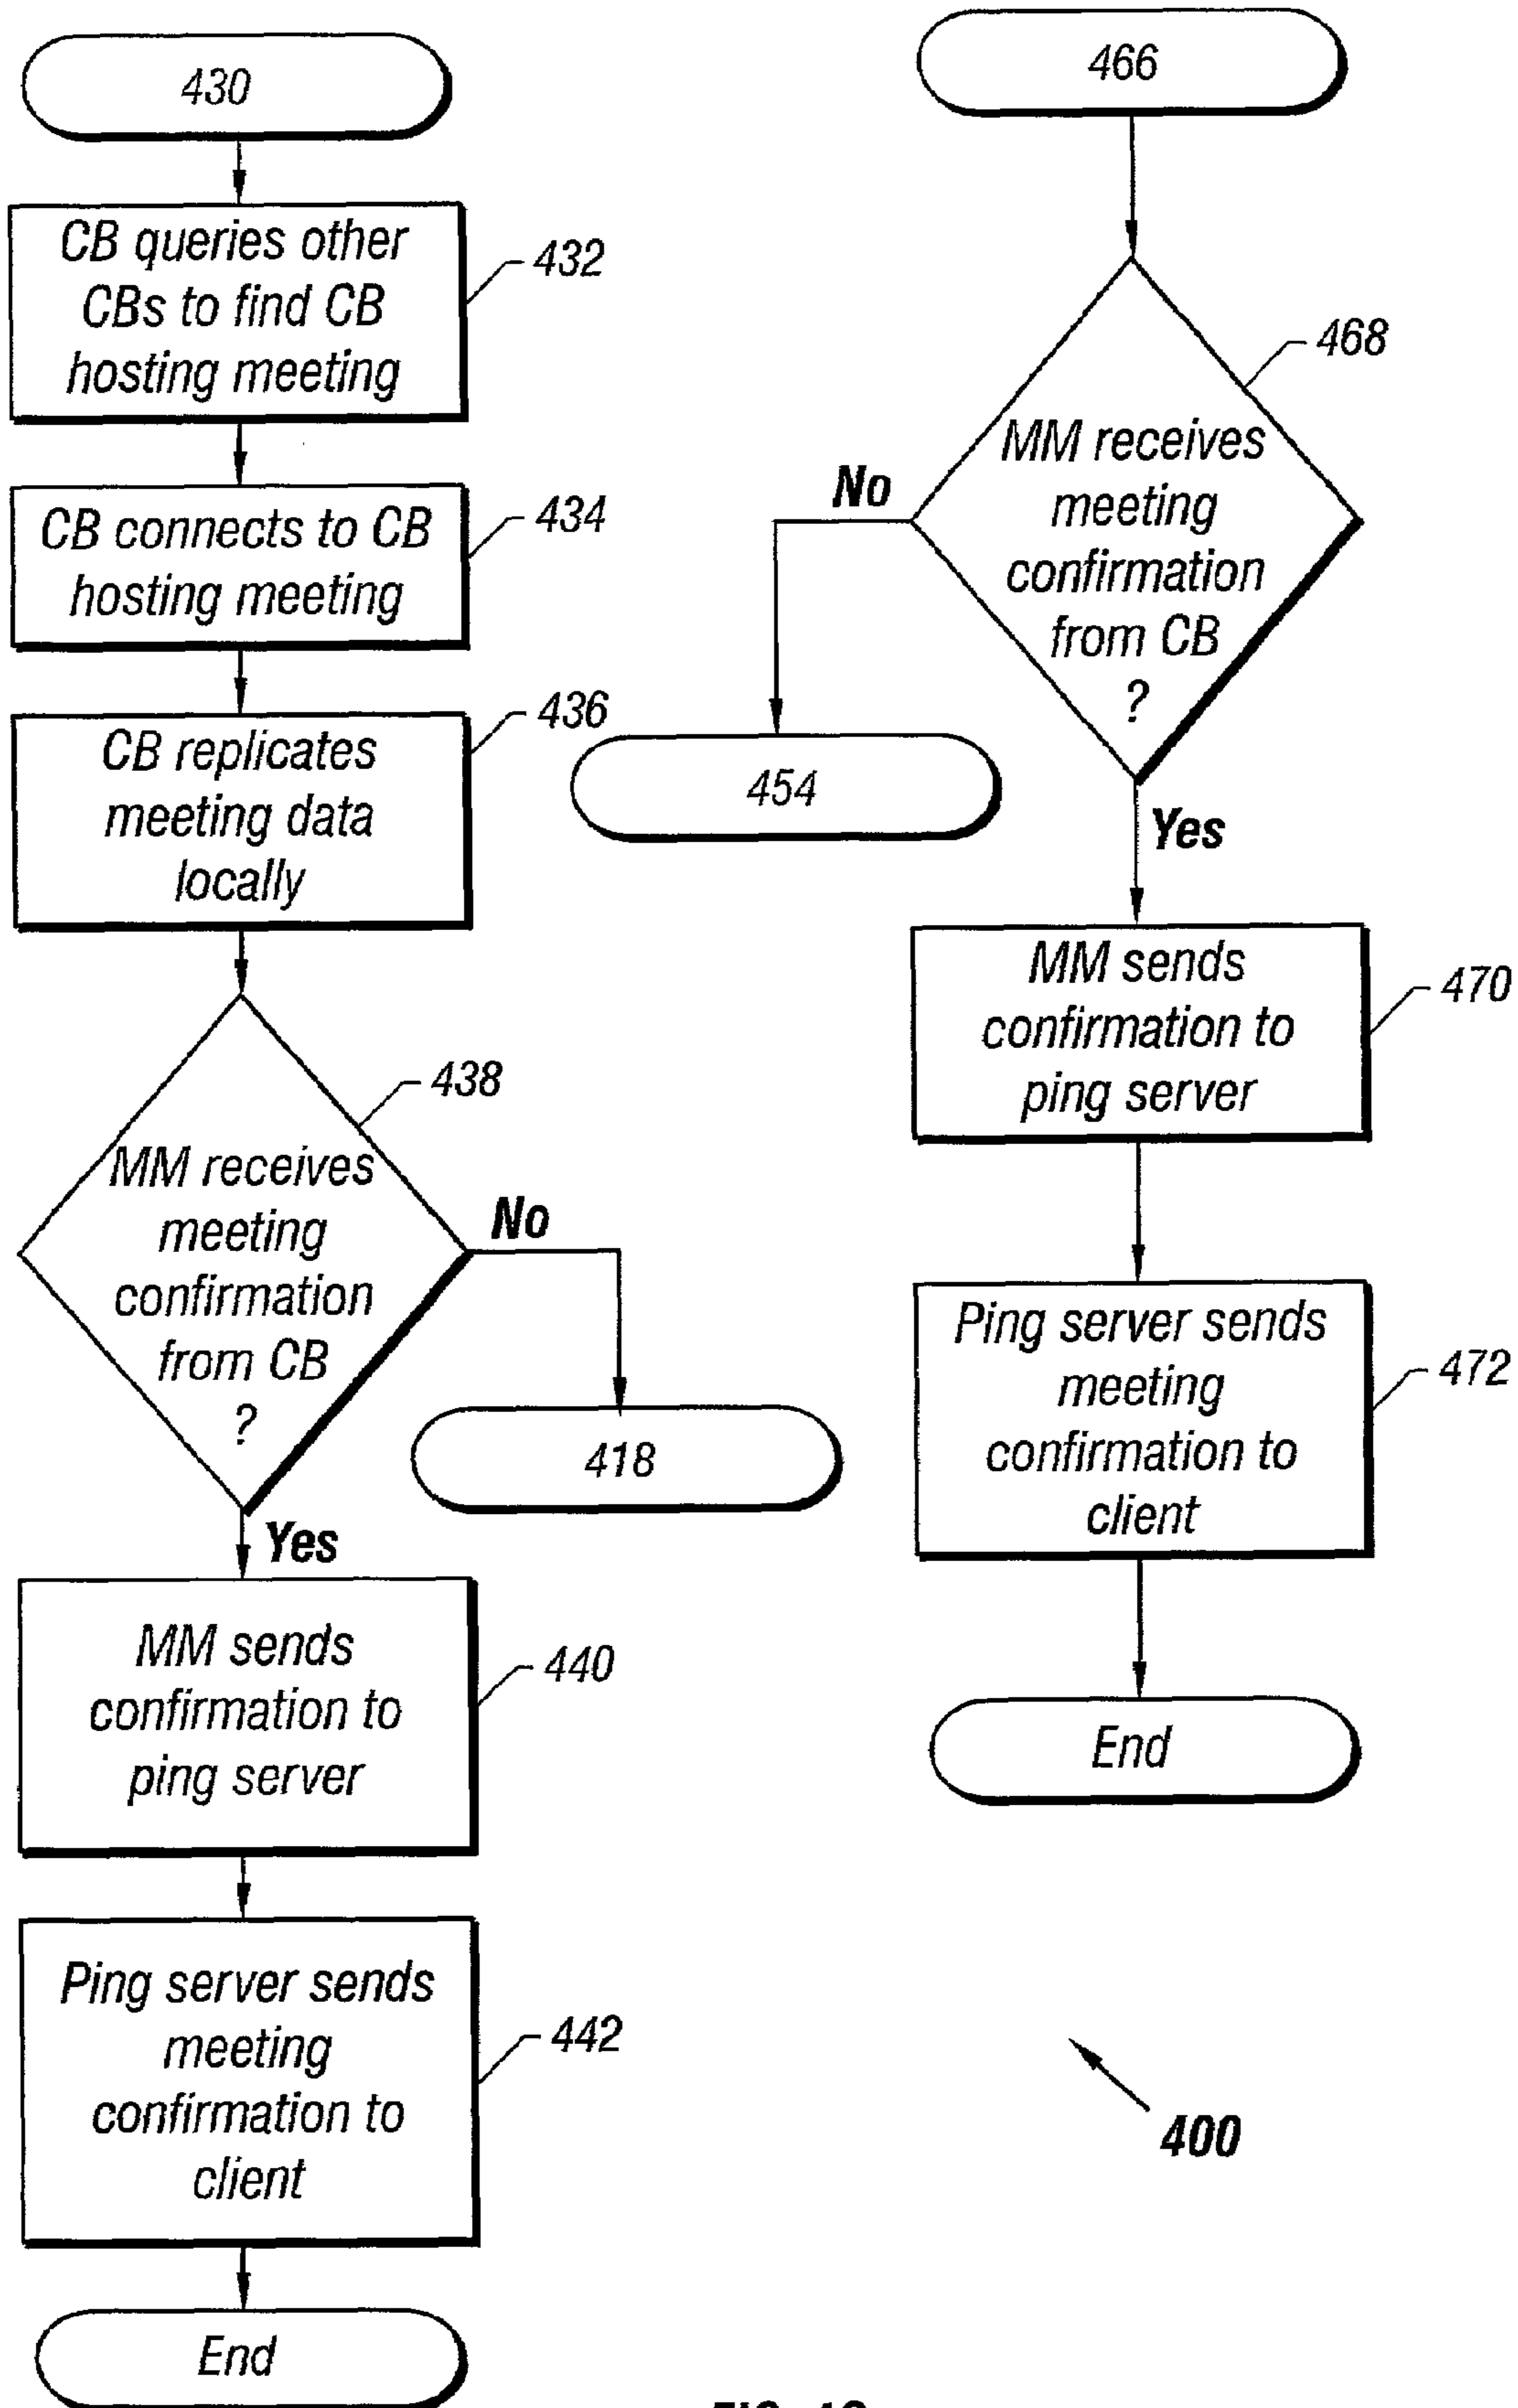 430
CB queries other
CBs to find CB
hosting meeting
432
CB connects to CB
hosting meeting
434
CB replicates
meeting data
locally
436
MM receives
meeting
confirmation
from CB
?
438
No
418
Yes
MM sends
confirmation to
ping server
440
Ping server sends
meeting
confirmation to
client
442
End
466
MM receives
meeting
confirmation
from CB
?
468
No
454
Yes
MM sends
confirmation to
ping server
470
Ping server sends
meeting
confirmation to
client
472
End
400